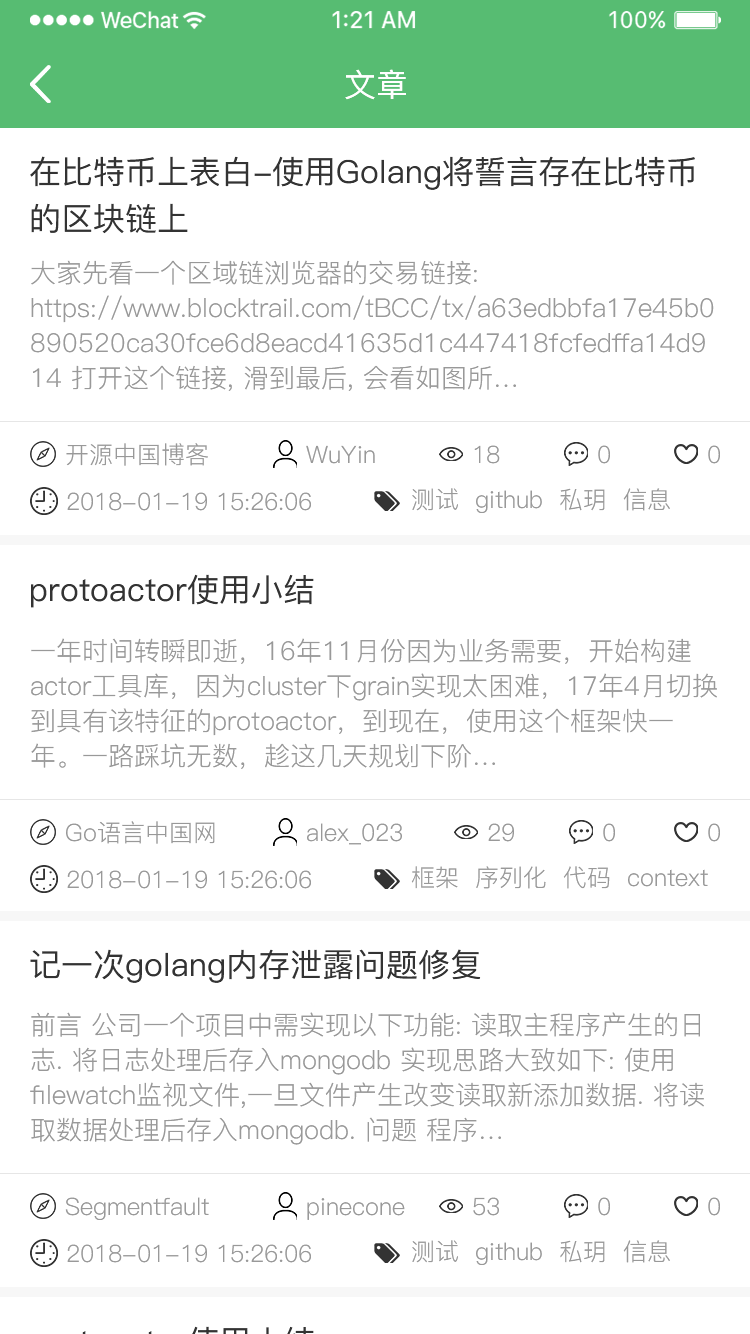 WeChat 1:21 AM 100%
文章
在比特币上表白-使用Golang将誓言存在比特币
的区块链上
大家先看一个区域链浏览器的交易链接:
https://www.blocktrail.com/tBCC/tx/a63edbbfa17e45b0
890520ca30fce6d8eacd41635d1c447418fcfedffa14d9
14 打开这个链接, 滑到最后, 会看如图所...
开源中国博客 WuYin 18 0 0
2018-01-19 15:26:06 测试 github 私玥 信息
protoactor使用小结
一年时间转瞬即逝，16年11月份因为业务需要，开始构建
actor工具库，因为cluster下grain实现太困难，17年4月切换
到具有该特征的protoactor，到现在，使用这个框架快一
年。一路踩坑无数，趁这几天规划下阶...
Go语言中国网 alex_023 29 0 0
2018-01-19 15:26:06 框架 序列化 代码 context
记一次golang内存泄露问题修复
前言 公司一个项目中需实现以下功能: 读取主程序产生的日
志. 将日志处理后存入mongodb 实现思路大致如下: 使用
filewatch监视文件,一旦文件产生改变读取新添加数据. 将读
取数据处理后存入mongodb. 问题 程序...
Segmentfault pinecone 53 0 0
2018-01-19 15:26:06 测试 github 私玥 信息